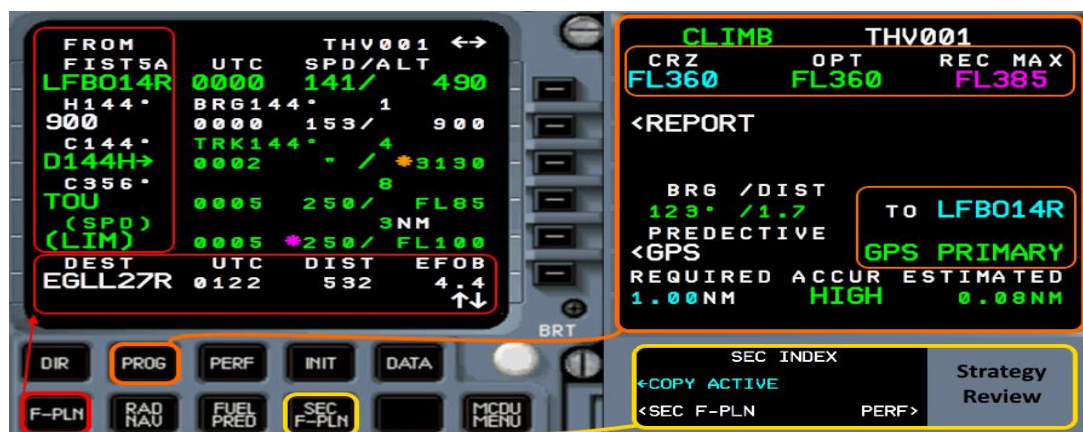 FROM THV001 ↔
FIST5A UTC SPD/ALT
LFBO14R 0000 141/ 490
H144° BRG144° 1
900 0000 153/ 900
C144° TRK144° 4
D144H→ 0002 " / *3130
C356° 8
TOU 0005 250/ FL85
(SPD) 3NM
(LIM) 0005 *250/ FL100
DEST UTC DIST EFOB
EGLL27R 0122 532 4.4
↑↓
BRT
DIR PROG PERF INIT DATA
F-PLN RAD NAV FUEL PRED SEC F-PLN MCDU MENU
CLIMB THV001
CRZ OPT REC MAX
FL360 FL360 FL385
<REPORT
BRG /DIST
123° /1.7 TO LFBO14R
PREDECTIVE
<GPS GPS PRIMARY
REQUIRED ACCUR ESTIMATED
1.00NM HIGH 0.08NM
SEC INDEX
←COPY ACTIVE
<SEC F-PLN PERF>
Strategy
Review